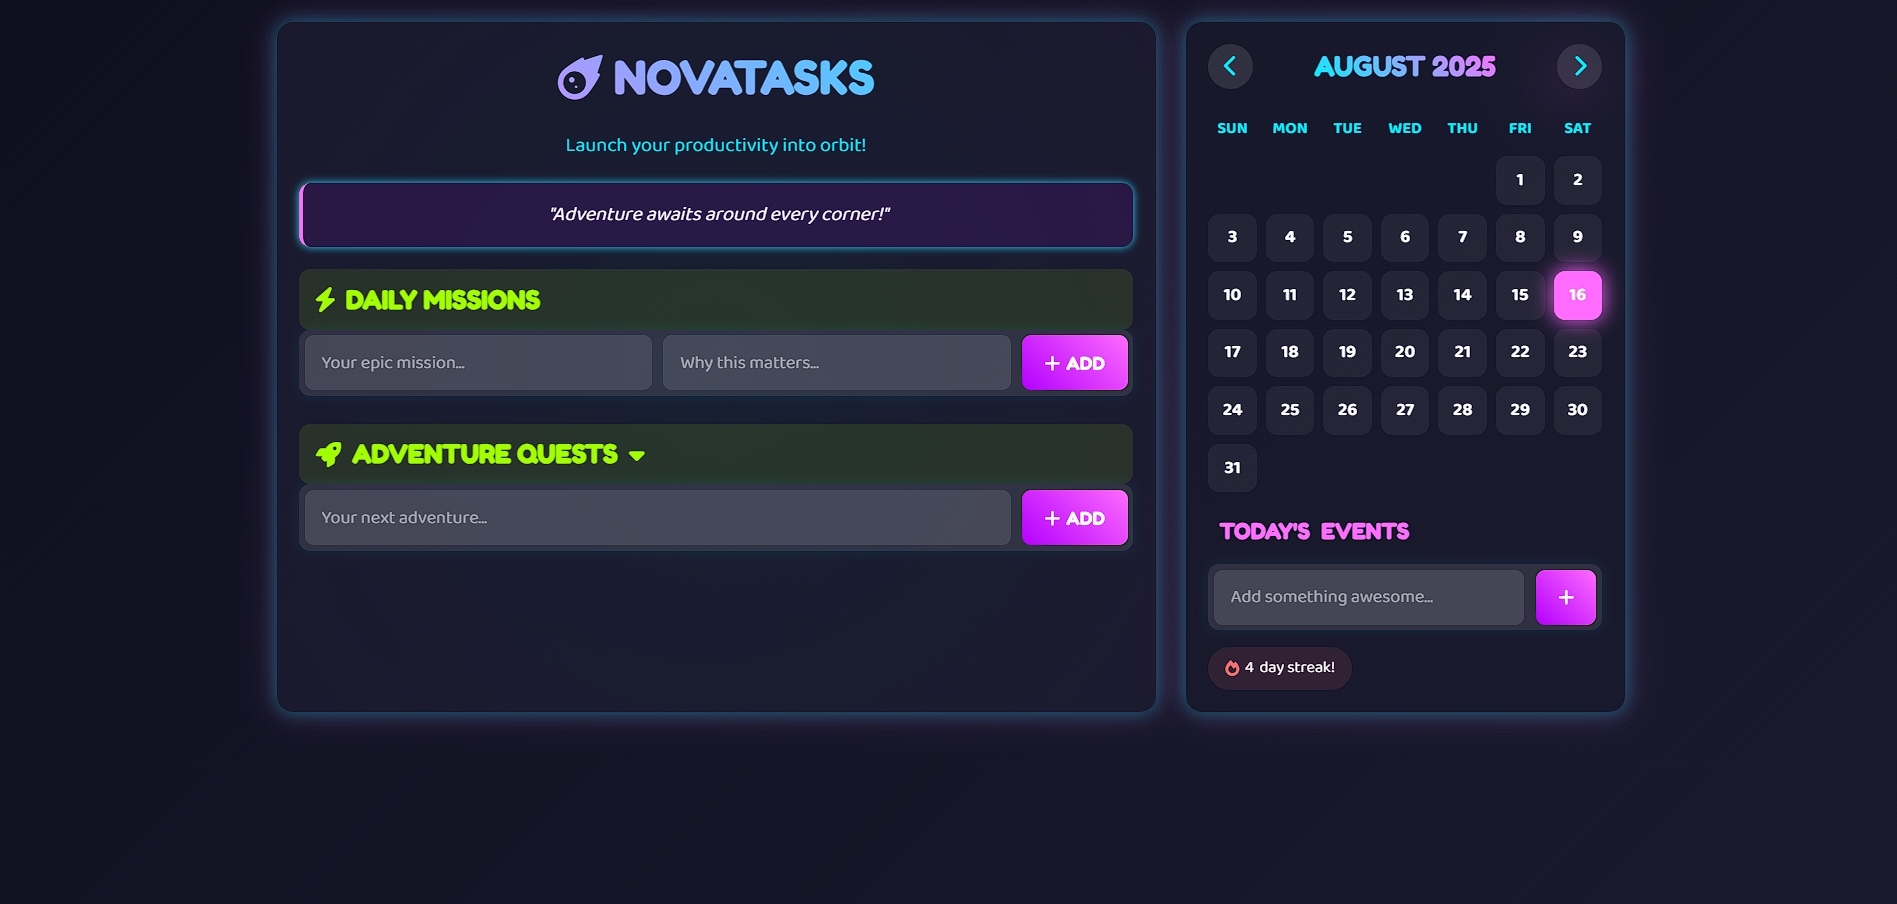 NOVATASKS
Launch your productivity into orbit!
"Adventure awaits around every corner!"
DAILY MISSIONS
Your epic mission...
Why this matters...
+ ADD
ADVENTURE QUESTS
Your next adventure...
+ ADD
AUGUST 2025
SUN MON TUE WED THU FRI SAT
1 2
3 4 5 6 7 8 9
10 11 12 13 14 15 16
17 18 19 20 21 22 23
24 25 26 27 28 29 30
31
TODAY'S EVENTS
Add something awesome...
+
4 day streak!